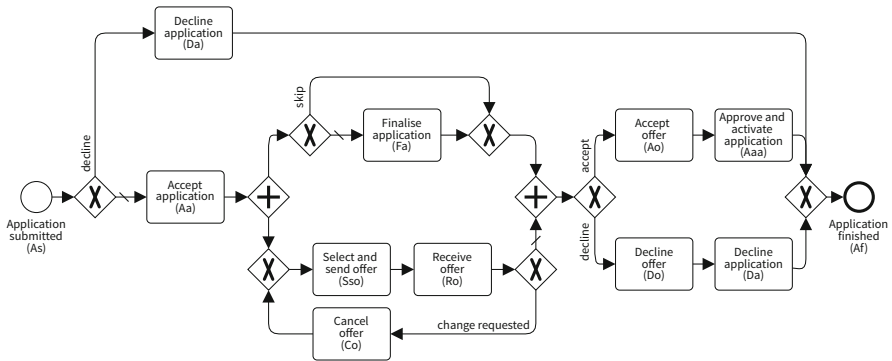 Decline
application
(Da)
decline
Application
submitted
(As)
Accept
application
(Aa)
skip
Finalise
application
(Fa)
Select and
send offer
(Sso)
Receive
offer
(Ro)
Cancel
offer
(Co)
change requested
accept
decline
Accept
offer
(Ao)
Approve and
activate
application
(Aaa)
Decline
offer
(Do)
Decline
application
(Da)
Application
finished
(Af)